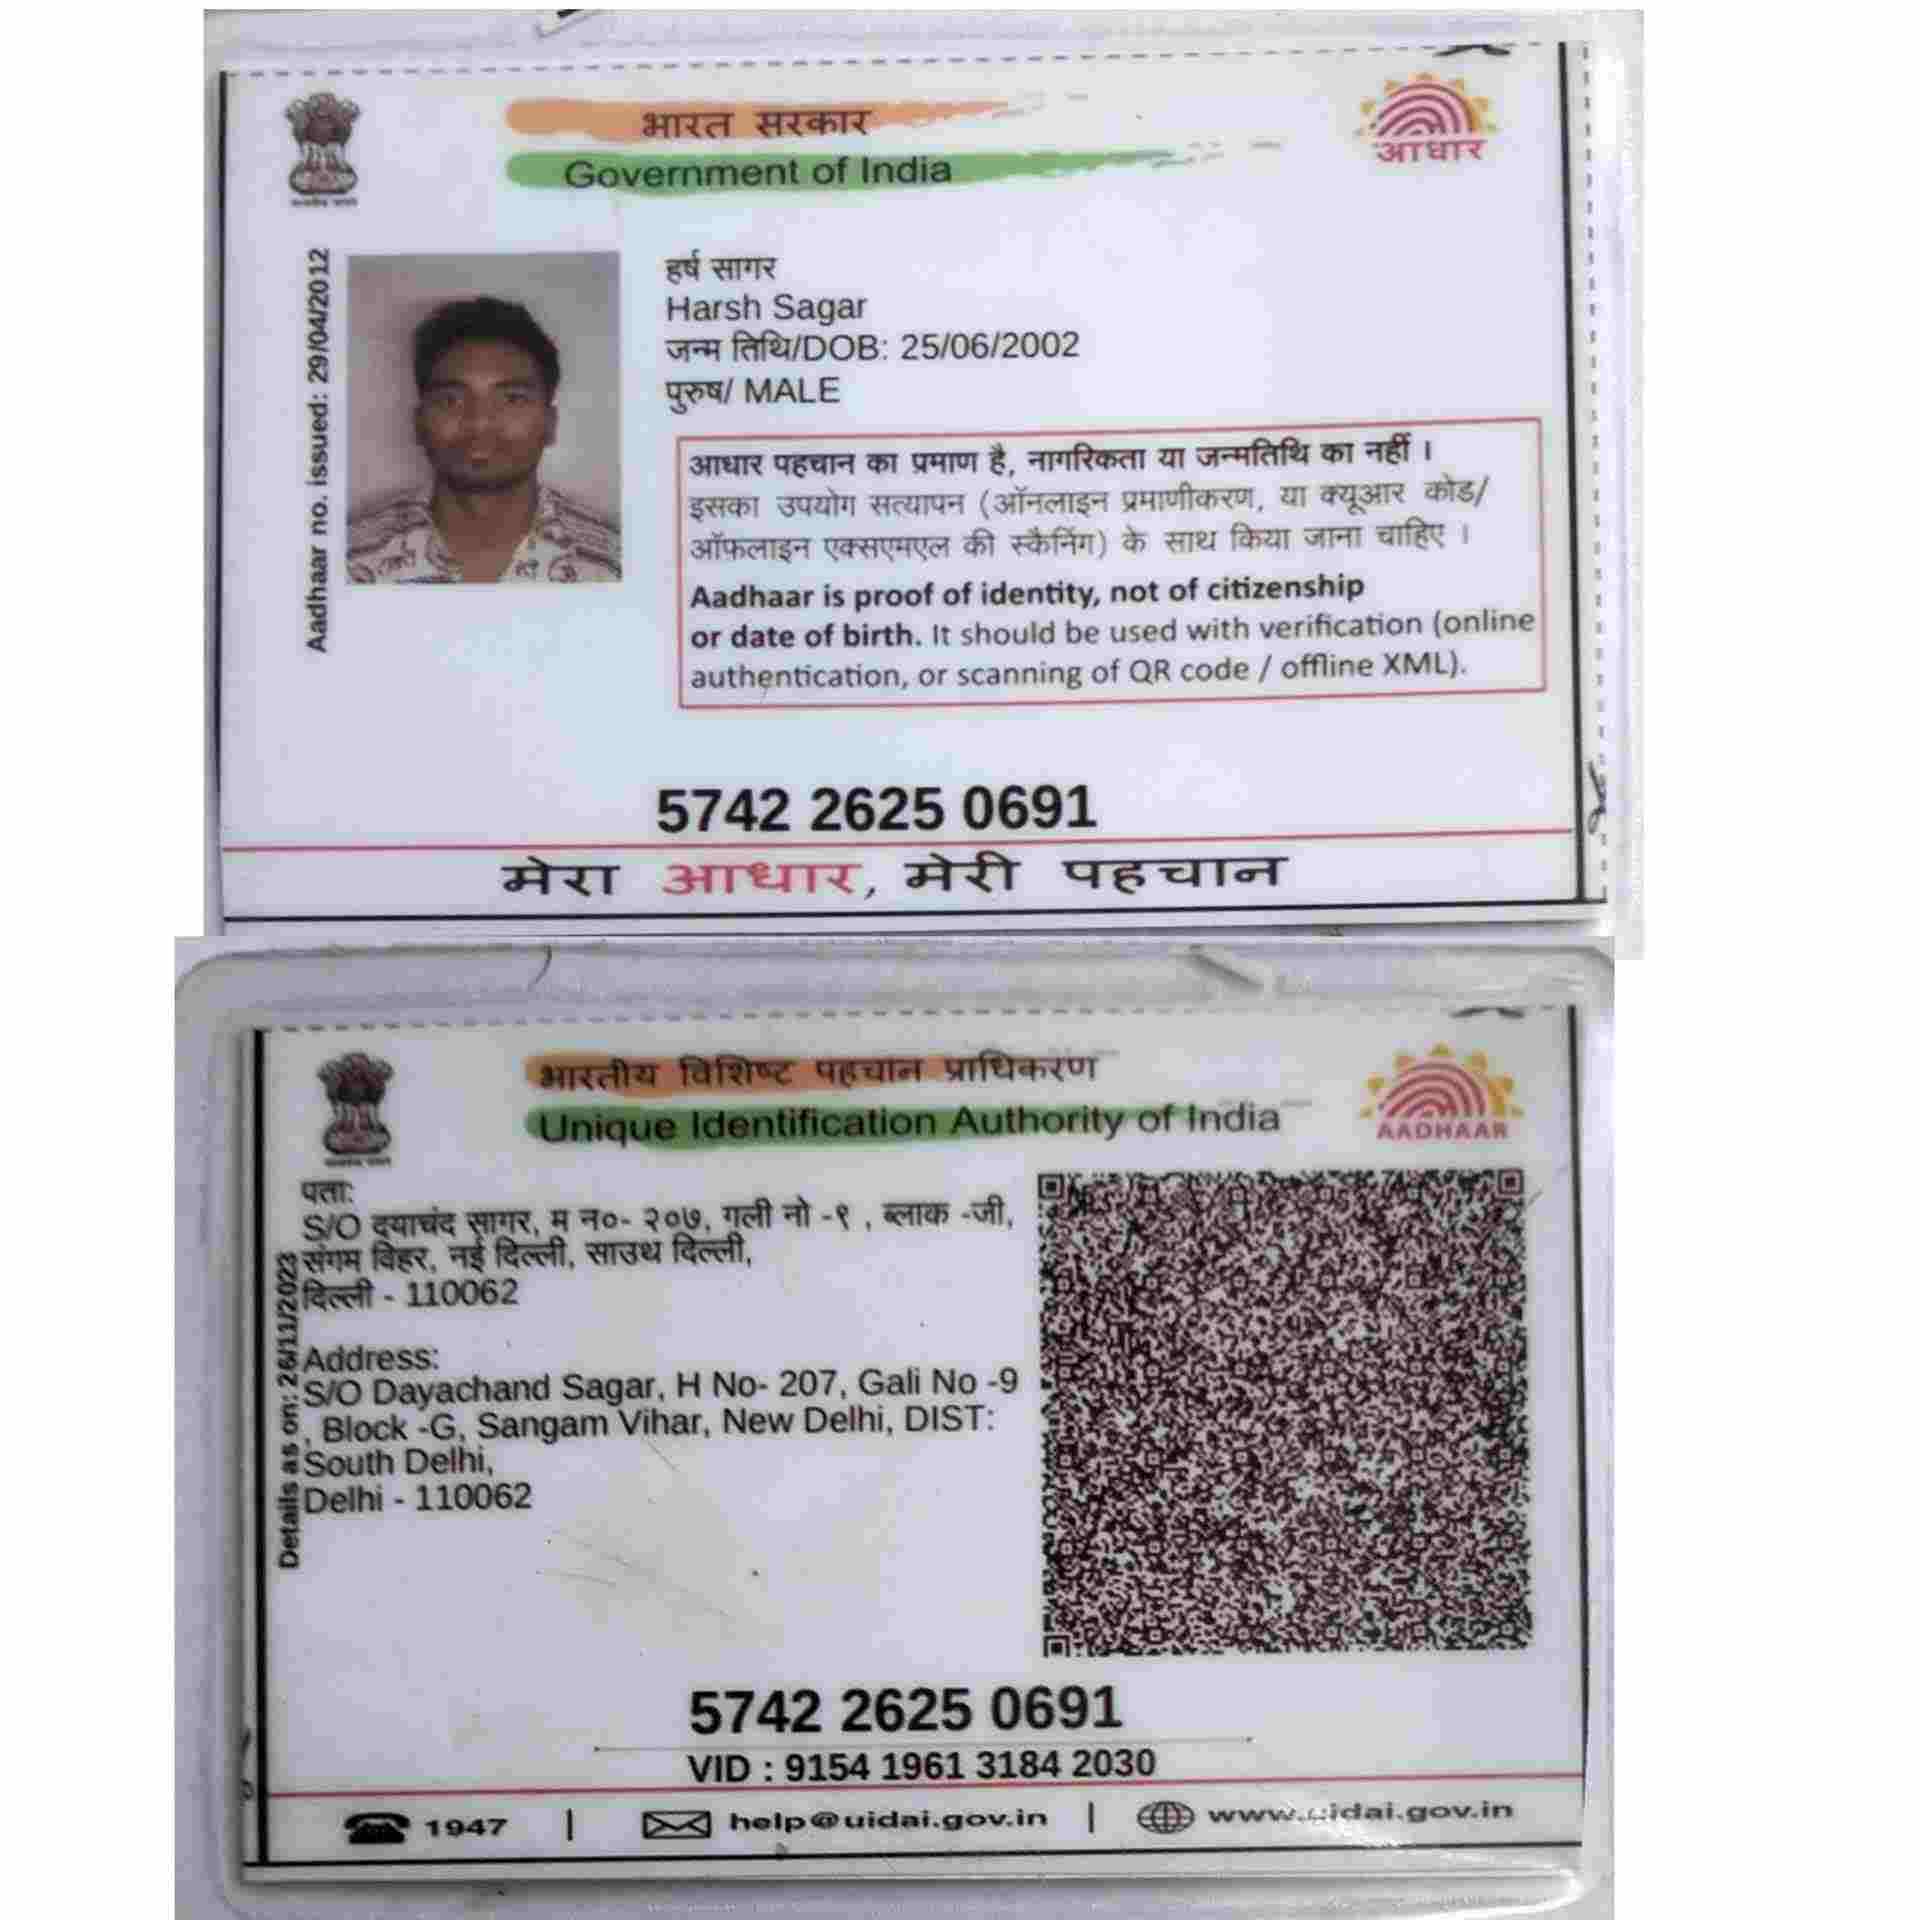 भारत सरकार
Government of India
आधार
Aadhaar no. issued: 29/04/2012
हर्ष सागर
Harsh Sagar
जन्म तिथि/DOB: 25/06/2002
पुरुष/ MALE
आधार पहचान का प्रमाण है, नागरिकता या जन्मतिथि का नहीं ।
इसका उपयोग सत्यापन (ऑनलाइन प्रमाणीकरण, या क्यूआर कोड/
ऑफलाइन एक्सएमएल की स्कैनिंग) के साथ किया जाना चाहिए ।
Aadhaar is proof of identity, not of citizenship
or date of birth. It should be used with verification (online
authentication, or scanning of QR code / offline XML).
5742 2625 0691
मेरा आधार, मेरी पहचान
भारतीय विशिष्ट पहचान प्राधिकरण
Unique Identification Authority of India
AADHAAR
Details as on: 26/11/2023
पता:
S/O दयाचंद सागर, म न०- २०७, गली नो -९ , ब्लाक -जी,
संगम विहर, नई दिल्ली, साउथ दिल्ली,
दिल्ली - 110062
Address:
S/O Dayachand Sagar, H No- 207, Gali No -9
, Block -G, Sangam Vihar, New Delhi, DIST:
South Delhi,
Delhi - 110062
5742 2625 0691
VID : 9154 1961 3184 2030
1947 | help@uidai.gov.in | www.uidai.gov.in